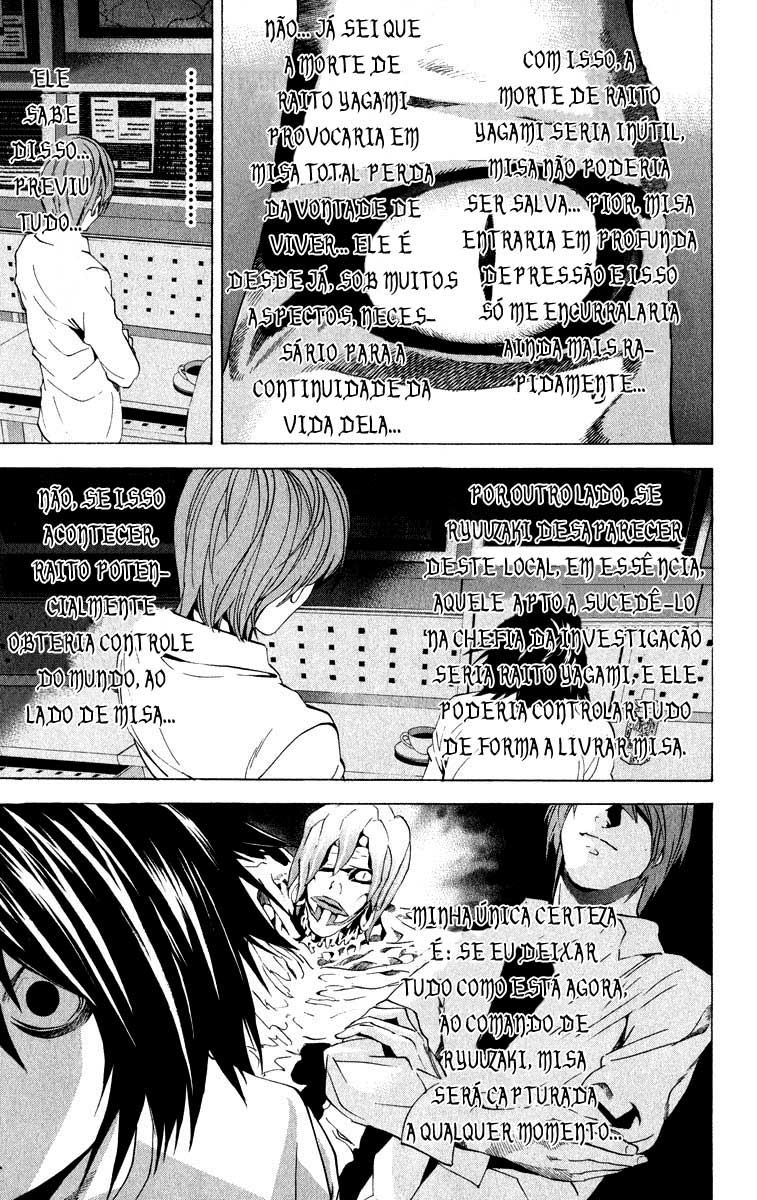 COM ISSO, A
MORTE DE RAITO
YAGAMI SERIA INÚTIL,
MISA NÃO PODERIA
SER SALVA... PIOR, MISA
ENTRARIA EM PROFUNDA
DEPRESSÃO E ISSO
SÓ ME ENCURRALARIA
AINDA MAIS RA-
PIDAMENTE...
NÃO... JÁ SEI QUE
A MORTE DE
RAITO YAGAMI
PROVOCARIA EM
MISA TOTAL PERDA
DA VONTADE DE
VIVER... ELE É
DESDE JÁ, SOB MUITOS
ASPECTOS, NECES-
SÁRIO PARA A
CONTINUIDADE DA
VIDA DELA...
ELE
SABE
DISSO...
PREVIU
TUDO...
POR OUTRO LADO, SE
RYUUZAKI DESAPARECER
DESTE LOCAL, EM ESSÊNCIA,
AQUELE APTO A SUCEDÊ-LO
NA CHEFIA DA INVESTIGAÇÃO
SERIA RAITO YAGAMI, E ELE
PODERIA CONTROLAR TUDO
DE FORMA A LIVRAR MISA.
NÃO, SE ISSO
ACONTECER,
RAITO POTEN-
CIALMENTE
OBTERIA CONTROLE
DO MUNDO, AO
LADO DE MISA...
MINHA ÚNICA CERTEZA
É: SE EU DEIXAR
TUDO COMO ESTÁ AGORA,
AO COMANDO DE
RYUUZAKI, MISA
SERÁ CAPTURADA
A QUALQUER MOMENTO...